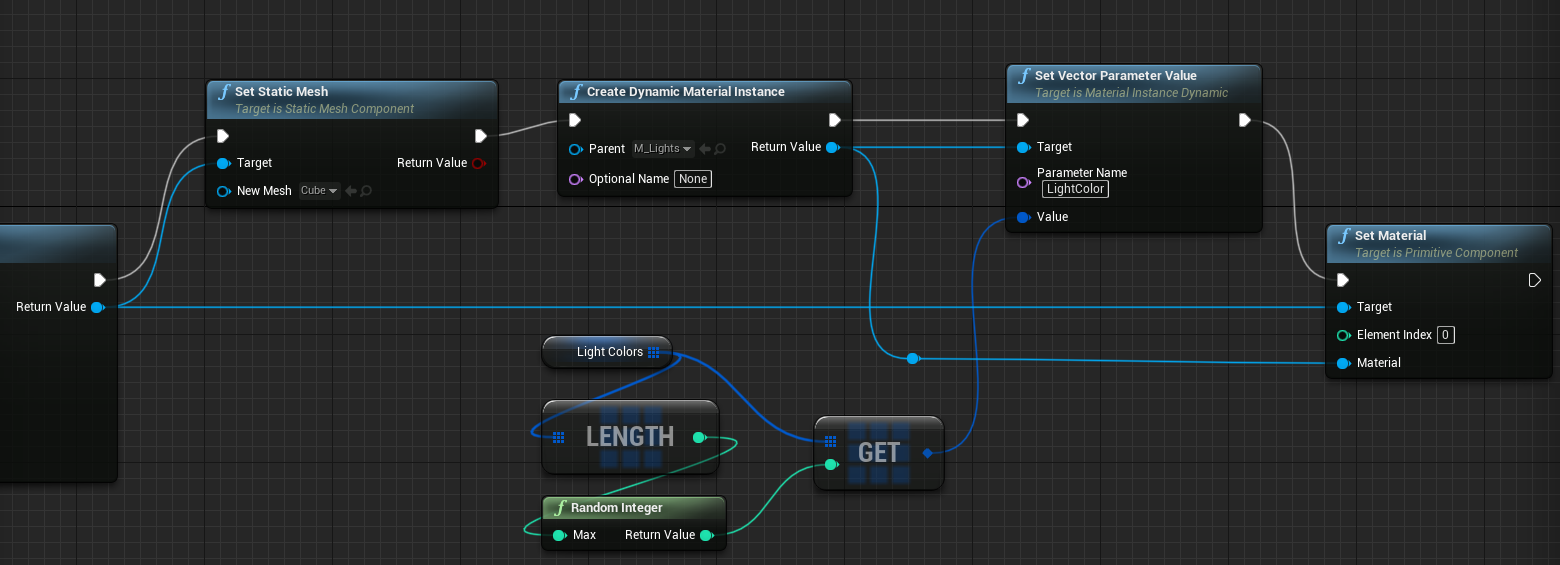 Return Value
Set Static Mesh
Target is Static Mesh Component
Target
Return Value
New Mesh Cube
Create Dynamic Material Instance
Parent M_Lights
Return Value
Optional Name None
Set Vector Parameter Value
Target is Material Instance Dynamic
Target
Parameter Name
LightColor
Value
Set Material
Target is Primitive Component
Target
Element Index 0
Material
Light Colors
LENGTH
GET
Random Integer
Max Return Value